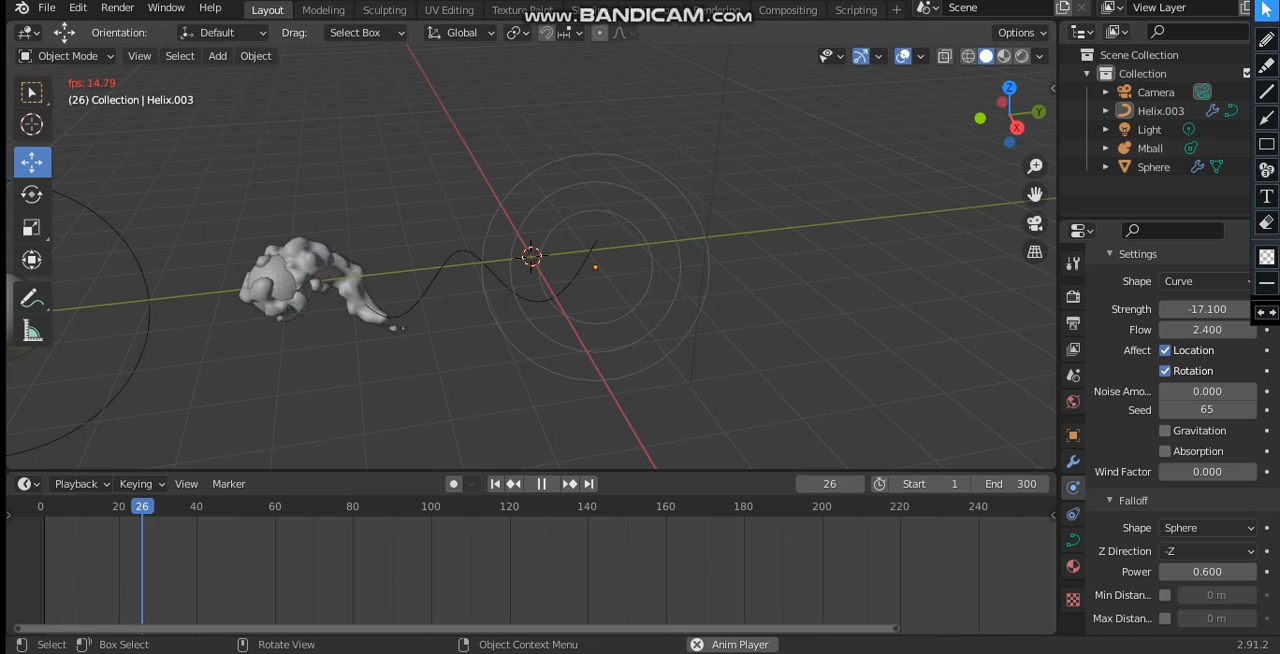 File Edit Render Window Help Layout Modeling Sculpting UV Editing Texture Paint Compositing Scripting + Scene View Layer
www.BANDICAM.com
Orientation: Default Drag: Select Box Global Options
Object Mode View Select Add Object
fps: 14.79
(26) Collection | Helix.003
Z
Y
X
Scene Collection
Collection
Camera
Helix.003
Light
Mball
Sphere
Settings
Shape Curve
Strength -17.100
Flow 2.400
Affect Location
Rotation
Noise Amo... 0.000
Seed 65
Gravitation
Absorption
Wind Factor 0.000
Falloff
Shape Sphere
Z Direction -Z
Power 0.600
Min Distan... 0 m
Max Distan... 0 m
T
Playback Keying View Marker 26 Start 1 End 300
0 20 26 40 60 80 100 120 140 160 180 200 220 240
Select Box Select Rotate View Object Context Menu Anim Player 2.91.2